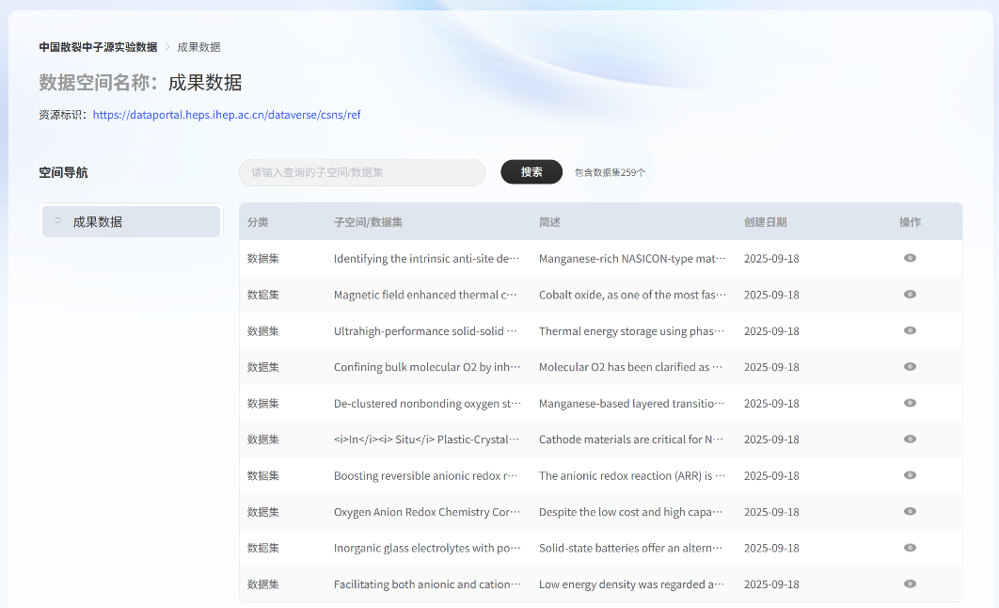 中国散裂中子源实验数据 > 成果数据
数据空间名称：成果数据
资源标识：https://dataportal.heps.ihep.ac.cn/dataverse/csns/ref
空间导航
请输入查询的子空间/数据集 搜索 包含数据集259个
成果数据
分类 子空间/数据集 简述 创建日期 操作
数据集 Identifying the intrinsic anti-site de··· Manganese-rich NASICON-type mat··· 2025-09-18
数据集 Magnetic field enhanced thermal c··· Cobalt oxide, as one of the most fas··· 2025-09-18
数据集 Ultrahigh-performance solid-solid ··· Thermal energy storage using phas··· 2025-09-18
数据集 Confining bulk molecular O2 by inh··· Molecular O2 has been clarified as ··· 2025-09-18
数据集 De-clustered nonbonding oxygen st··· Manganese-based layered transitio··· 2025-09-18
数据集 <i>In</i><i> Situ</i> Plastic-Crystal··· Cathode materials are critical for N··· 2025-09-18
数据集 Boosting reversible anionic redox r··· The anionic redox reaction (ARR) is ··· 2025-09-18
数据集 Oxygen Anion Redox Chemistry Cor··· Despite the low cost and high capa··· 2025-09-18
数据集 Inorganic glass electrolytes with po··· Solid-state batteries offer an altern··· 2025-09-18
数据集 Facilitating both anionic and cation··· Low energy density was regarded a··· 2025-09-18